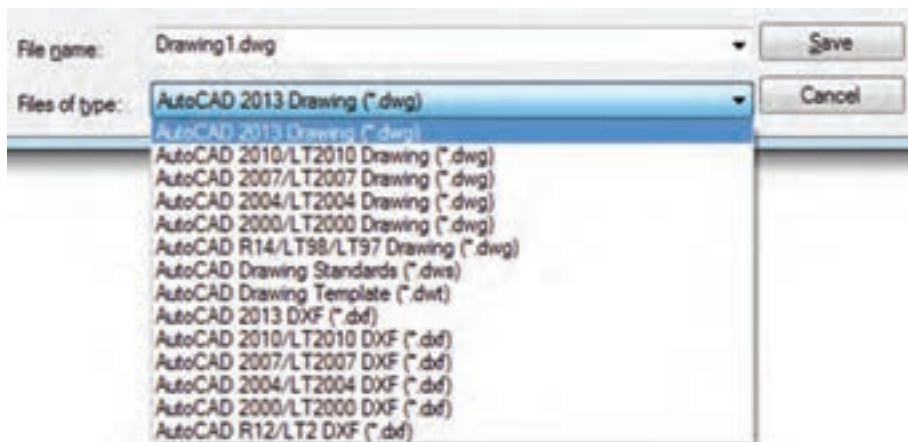 File name: Drawing1.dwg Save
Files of type: AutoCAD 2013 Drawing (*.dwg) Cancel
AutoCAD 2013 Drawing (*.dwg)
AutoCAD 2010/LT2010 Drawing (*.dwg)
AutoCAD 2007/LT2007 Drawing (*.dwg)
AutoCAD 2004/LT2004 Drawing (*.dwg)
AutoCAD 2000/LT2000 Drawing (*.dwg)
AutoCAD R14/LT98/LT97 Drawing (*.dwg)
AutoCAD Drawing Standards (*.dws)
AutoCAD Drawing Template (*.dwt)
AutoCAD 2013 DXF (*.dxf)
AutoCAD 2010/LT2010 DXF (*.dxf)
AutoCAD 2007/LT2007 DXF (*.dxf)
AutoCAD 2004/LT2004 DXF (*.dxf)
AutoCAD 2000/LT2000 DXF (*.dxf)
AutoCAD R12/LT2 DXF (*.dxf)